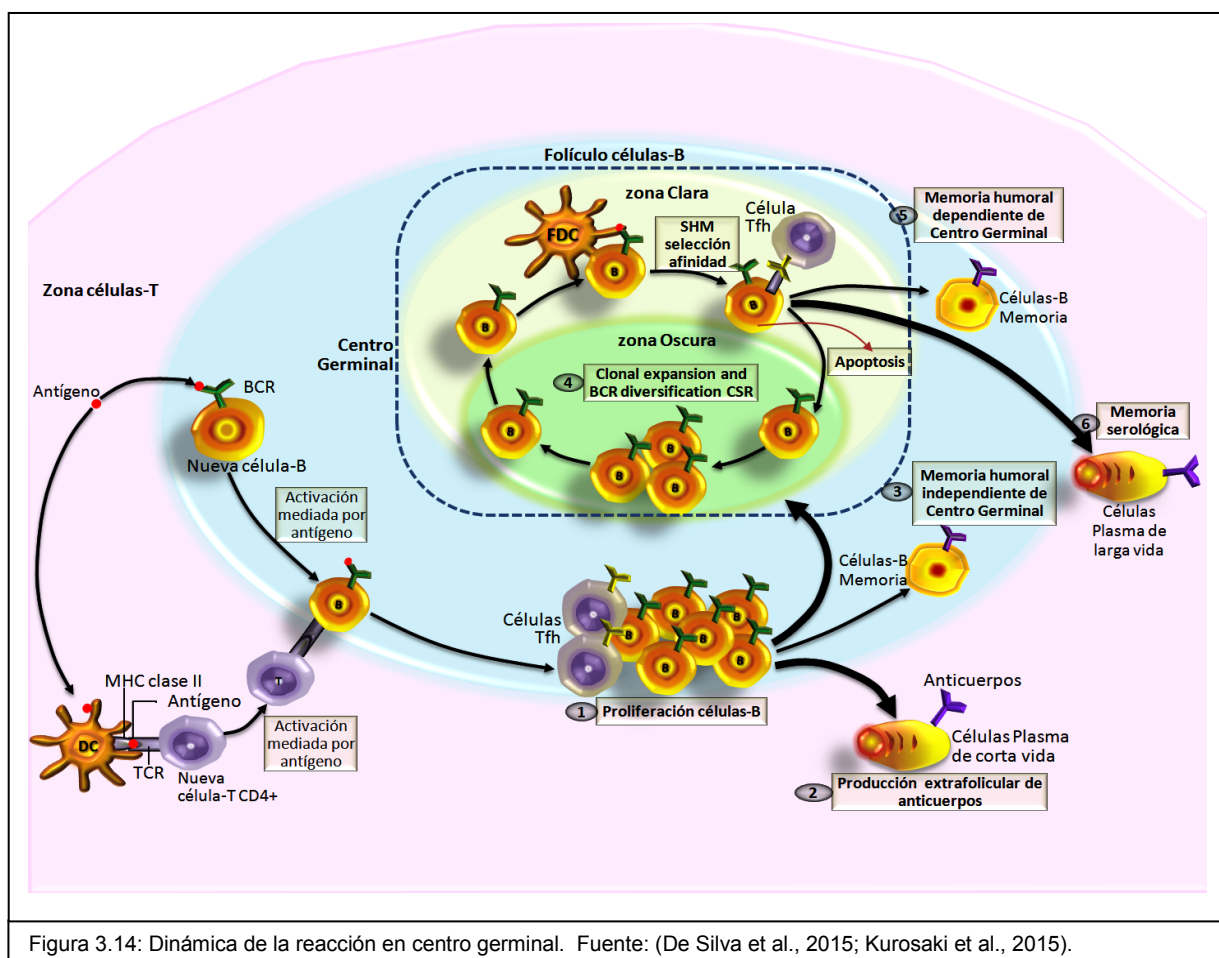 Folículo células-B
zona Clara
Célula
Tfh
FDC
SHM
selección
afinidad
B
B
B
5
Memoria humoral
dependiente de
Centro Germinal
Células-B
Memoria
Zona células-T
Centro
Germinal
zona Oscura
Apoptosis
4
Clonal expansion and
BCR diversification CSR
B
B
B
B
B
B
Antígeno
BCR
Nueva célula-B
Activación
mediada por
antígeno
6
Memoria
serológica
Células
Plasma de
larga vida
3
Memoria humoral
independiente de
Centro Germinal
Células-B
Memoria
B
Células
Tfh
B
B
B
B
B
B
B
1
Proliferación células-B
MHC clase II
Antígeno
DC
TCR
Nueva
célula-T CD4+
T
Activación
mediada por
antígeno
Anticuerpos
Células Plasma
de corta vida
2
Producción extrafolicular de
anticuerpos
Figura 3.14: Dinámica de la reacción en centro germinal. Fuente: (De Silva et al., 2015; Kurosaki et al., 2015).